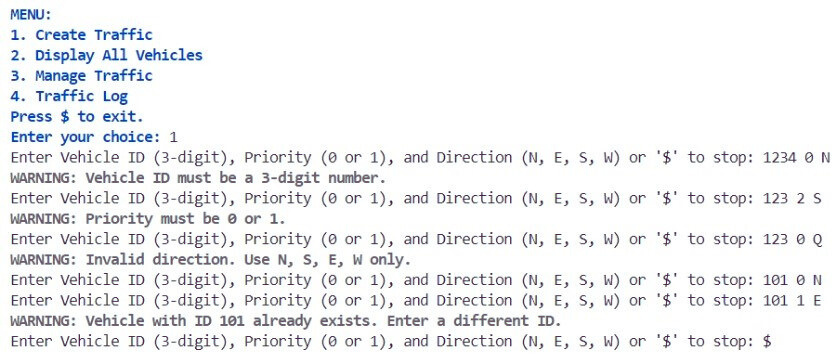 MENU:
1. Create Traffic
2. Display All Vehicles
3. Manage Traffic
4. Traffic Log
Press $ to exit.
Enter your choice: 1
Enter Vehicle ID (3-digit), Priority (0 or 1), and Direction (N, E, S, W) or '$' to stop: 1234 0 N
WARNING: Vehicle ID must be a 3-digit number.
Enter Vehicle ID (3-digit), Priority (0 or 1), and Direction (N, E, S, W) or '$' to stop: 123 2 S
WARNING: Priority must be 0 or 1.
Enter Vehicle ID (3-digit), Priority (0 or 1), and Direction (N, E, S, W) or '$' to stop: 123 0 Q
WARNING: Invalid direction. Use N, S, E, W only.
Enter Vehicle ID (3-digit), Priority (0 or 1), and Direction (N, E, S, W) or '$' to stop: 101 0 N
Enter Vehicle ID (3-digit), Priority (0 or 1), and Direction (N, E, S, W) or '$' to stop: 101 1 E
WARNING: Vehicle with ID 101 already exists. Enter a different ID.
Enter Vehicle ID (3-digit), Priority (0 or 1), and Direction (N, E, S, W) or '$' to stop: $